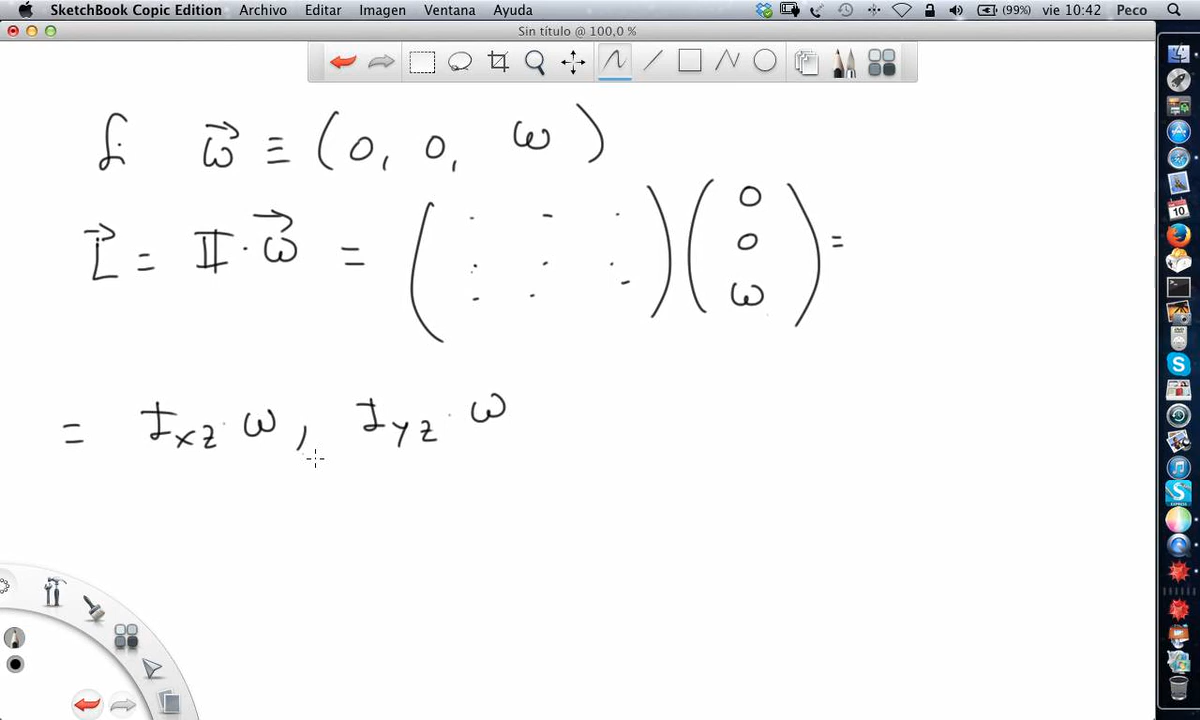 SketchBook Copic Edition Archivo Editar Imagen Ventana Ayuda (99%) vie 10:42 Peco
Sin título @ 100,0 %
Si ω⃗ ≡ (0, 0, ω)
L⃗ = II · ω⃗ = ( . - . . . . . . - ) ( 0 0 ω ) =
= Ixz · ω, Iyz · ω